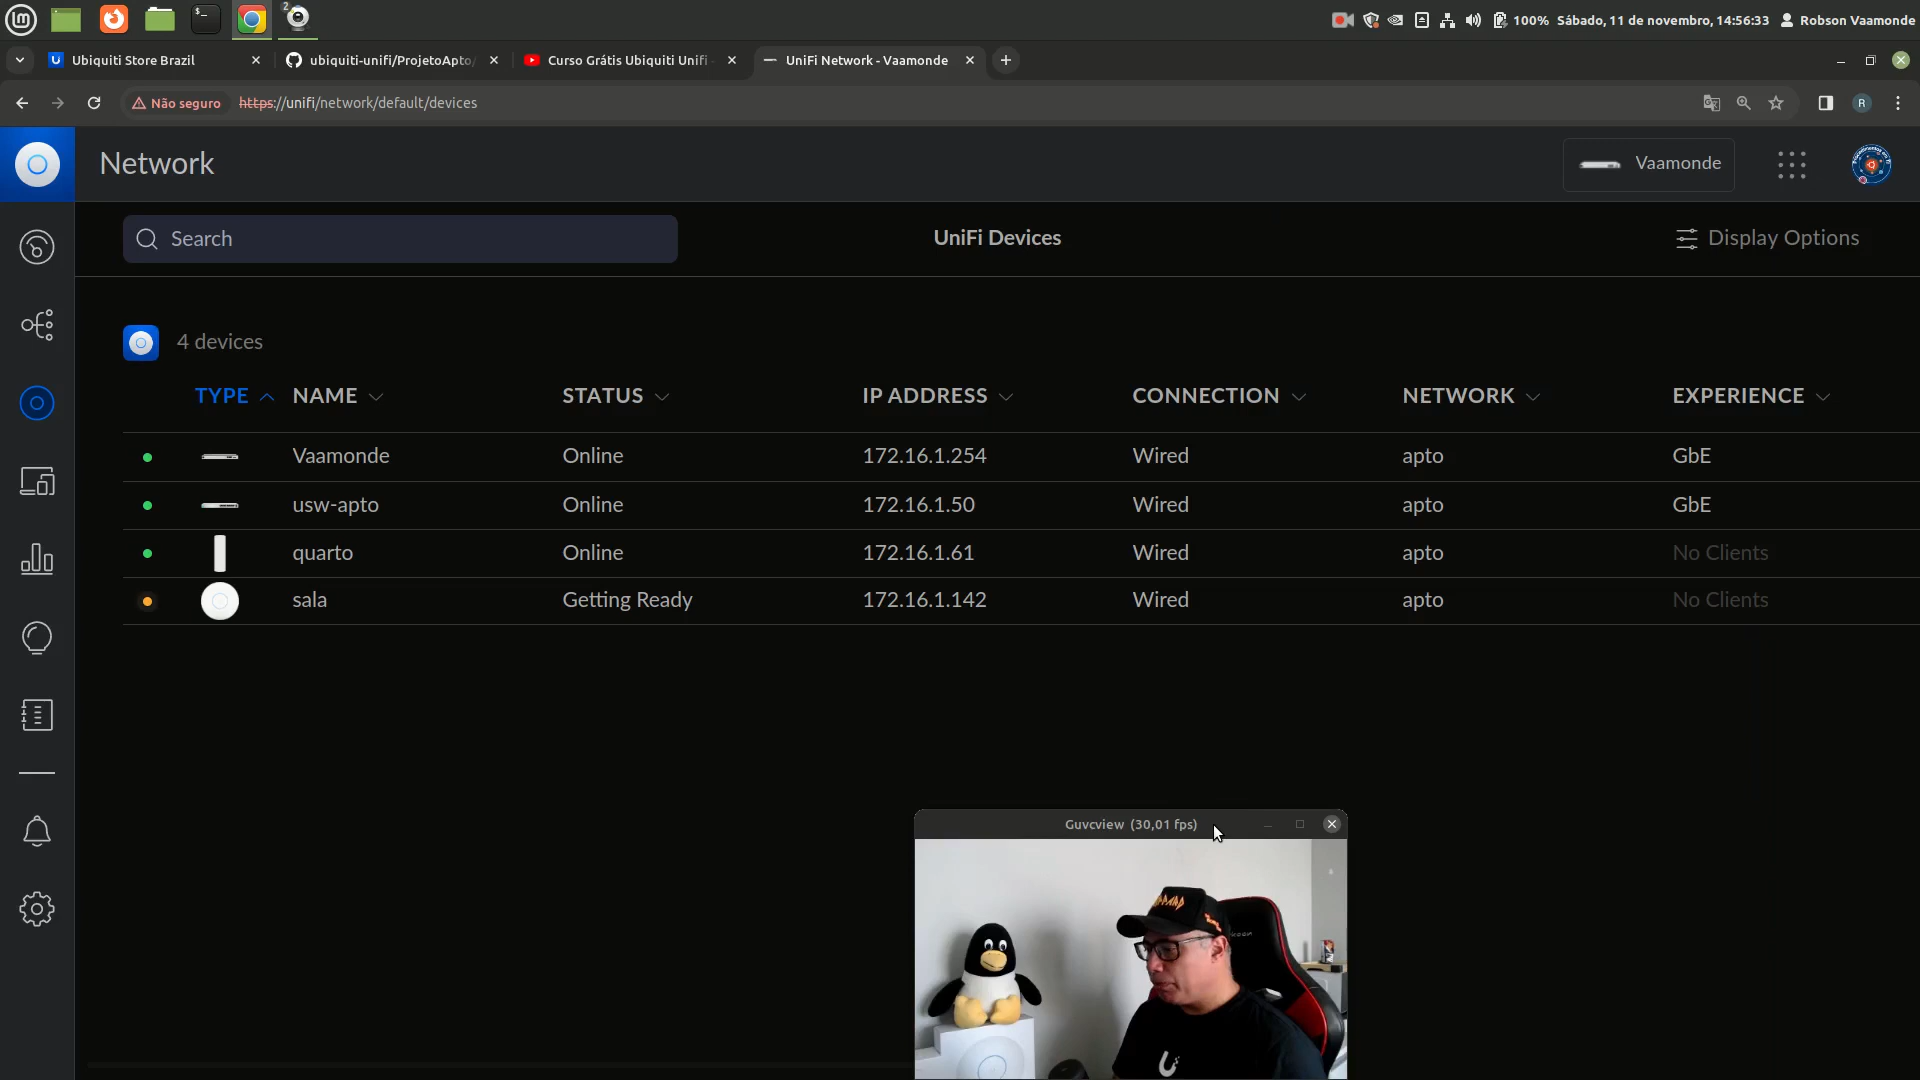 100% Sábado, 11 de novembro, 14:56:33 Robson Vaamonde
Ubiquiti Store Brazil
ubiquiti-unifi/ProjetoApto/
Curso Grátis Ubiquiti Unifi
UniFi Network - Vaamonde
Não seguro https://unifi/network/default/devices
R
Network
Vaamonde
Search
UniFi Devices
Display Options
4 devices
TYPE NAME STATUS IP ADDRESS CONNECTION NETWORK EXPERIENCE
Vaamonde Online 172.16.1.254 Wired apto GbE
usw-apto Online 172.16.1.50 Wired apto GbE
quarto Online 172.16.1.61 Wired apto No Clients
sala Getting Ready 172.16.1.142 Wired apto No Clients
Guvcview (30,01 fps)